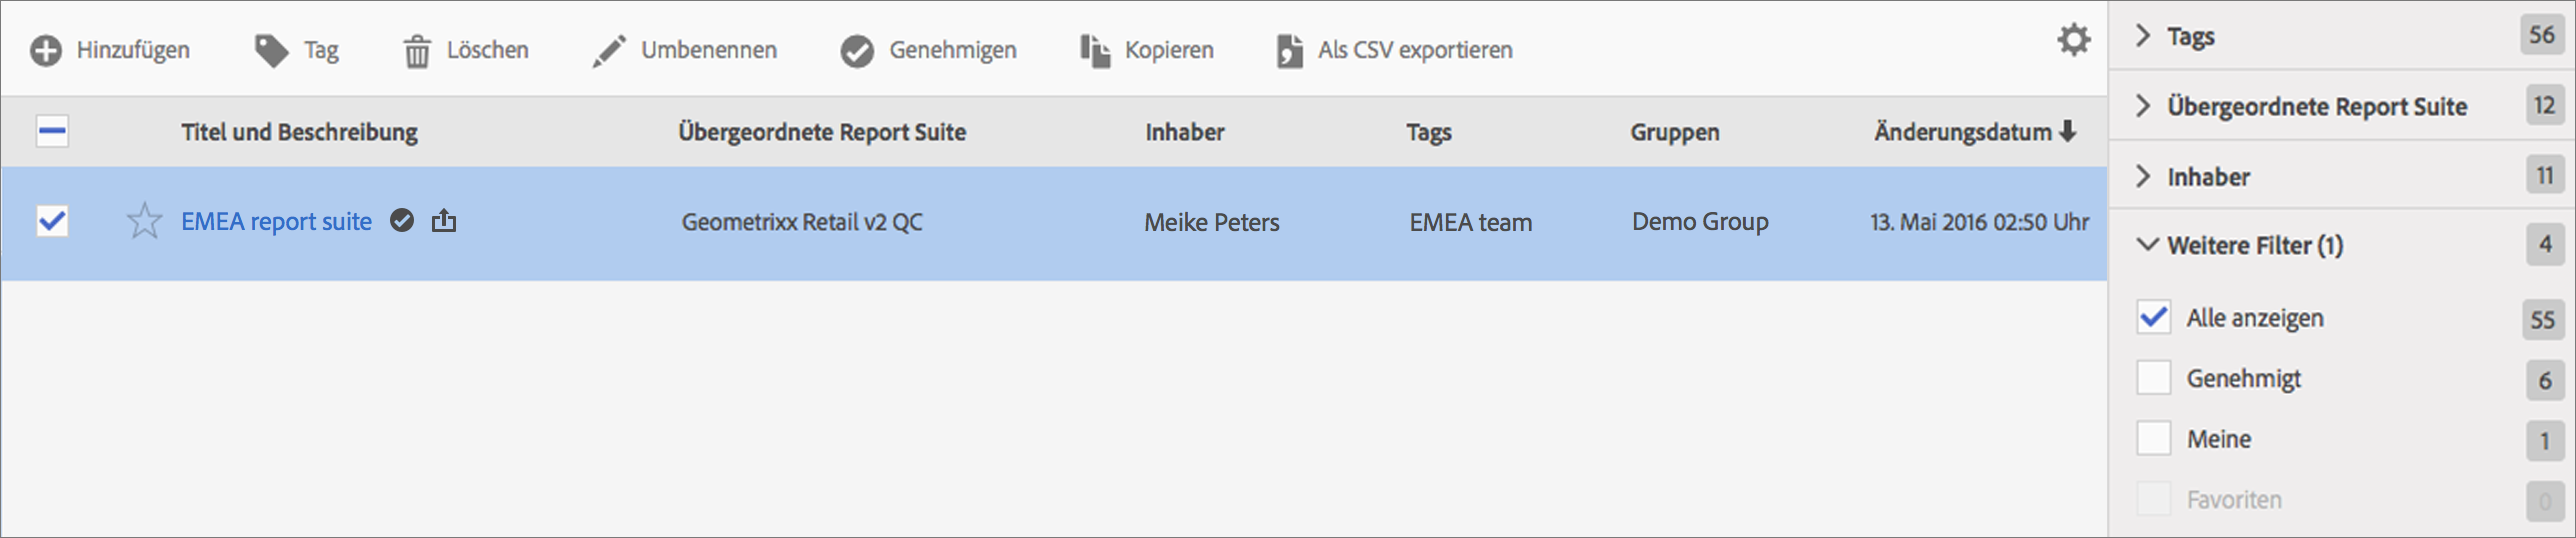 Hinzufügen Tag Löschen Umbenennen Genehmigen Kopieren Als CSV exportieren
Titel und Beschreibung Übergeordnete Report Suite Inhaber Tags Gruppen Änderungsdatum
EMEA report suite Geometrixx Retail v2 QC Meike Peters EMEA team Demo Group 13. Mai 2016 02:50 Uhr
Tags 56
Übergeordnete Report Suite 12
Inhaber 11
Weitere Filter (1) 4
Alle anzeigen 55
Genehmigt 6
Meine 1
Favoriten 0